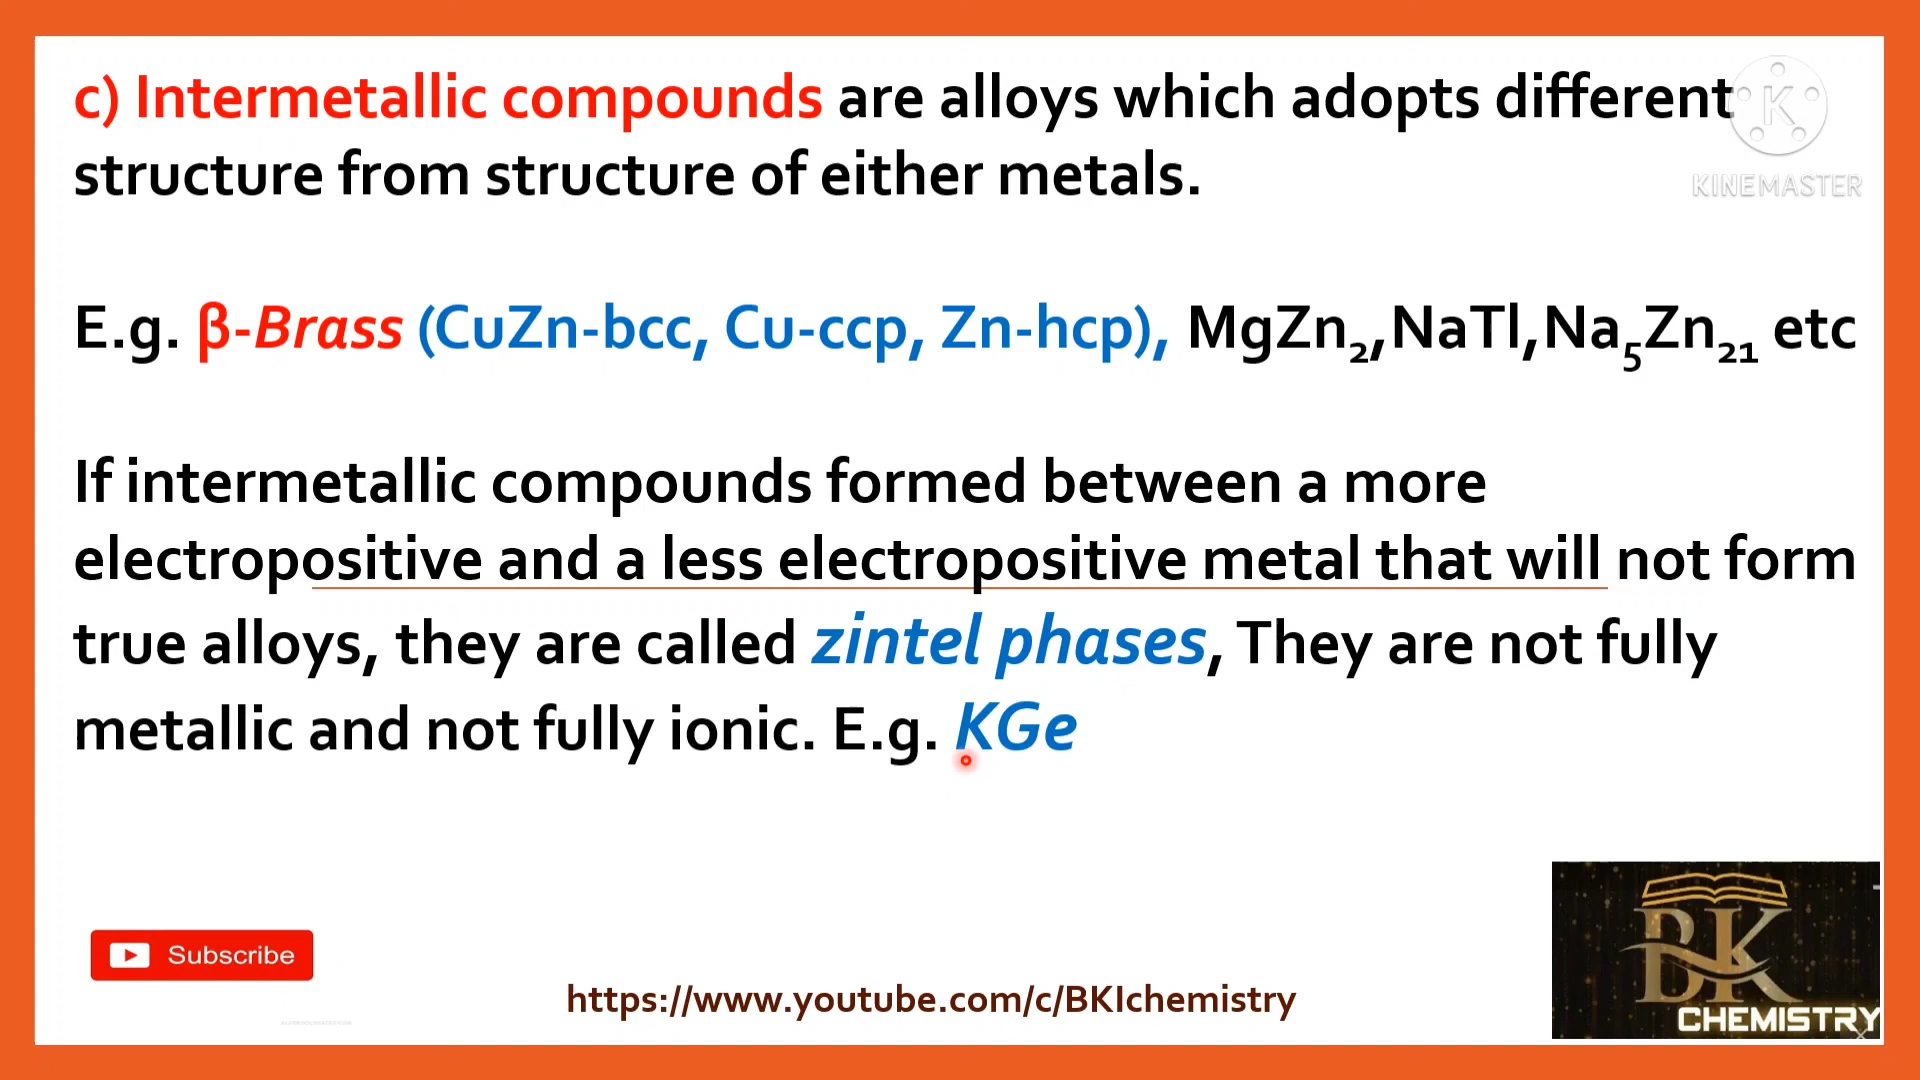 c) Intermetallic compounds are alloys which adopts different
structure from structure of either metals.
K
KINEMASTER
E.g. β-Brass (CuZn-bcc, Cu-ccp, Zn-hcp), MgZn₂,NaTl,Na₅Zn₂₁ etc
If intermetallic compounds formed between a more
electropositive and a less electropositive metal that will not form
true alloys, they are called zintel phases, They are not fully
metallic and not fully ionic. E.g. KGe
Subscribe
https://www.youtube.com/c/BKIchemistry
BK
CHEMISTRY